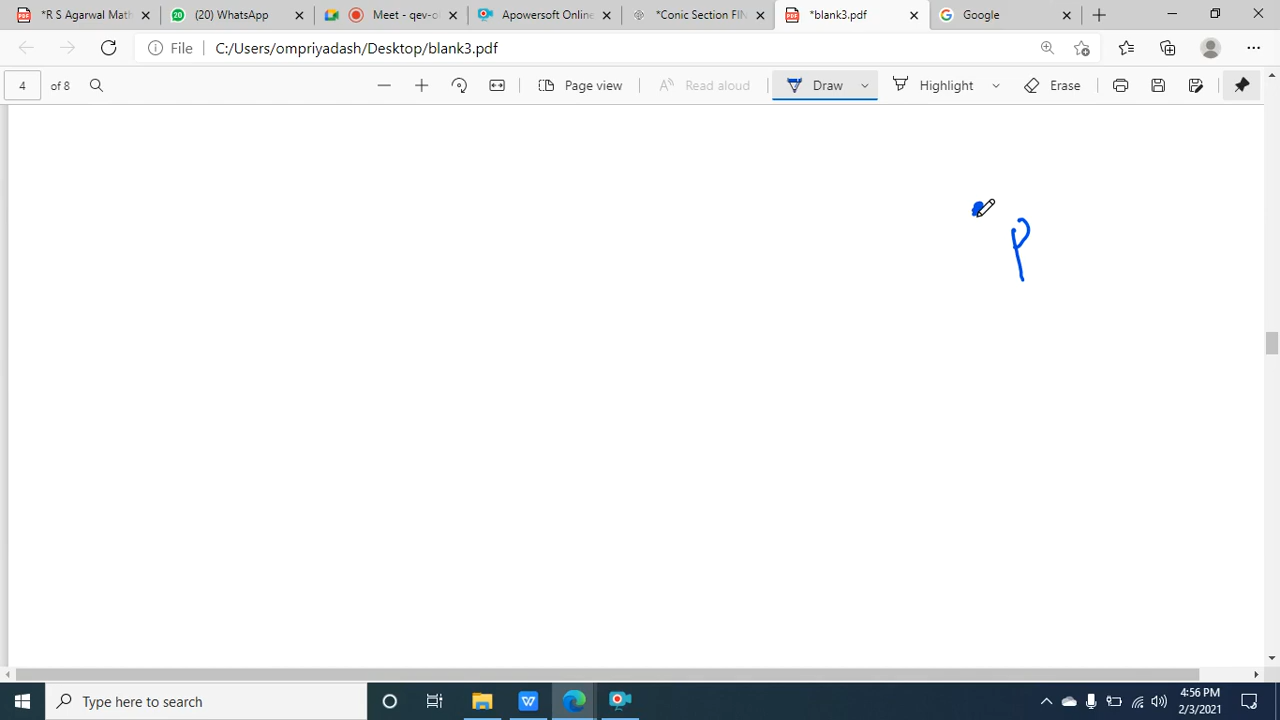 *R S Agarwal Math
(20) WhatsApp
Meet - qev-o
Apowersoft Online
*Conic Section FIN
*blank3.pdf
Google
File C:/Users/ompriyadash/Desktop/blank3.pdf
4 of 8 Page view Read aloud Draw Highlight Erase
P
Type here to search
4:56 PM
2/3/2021